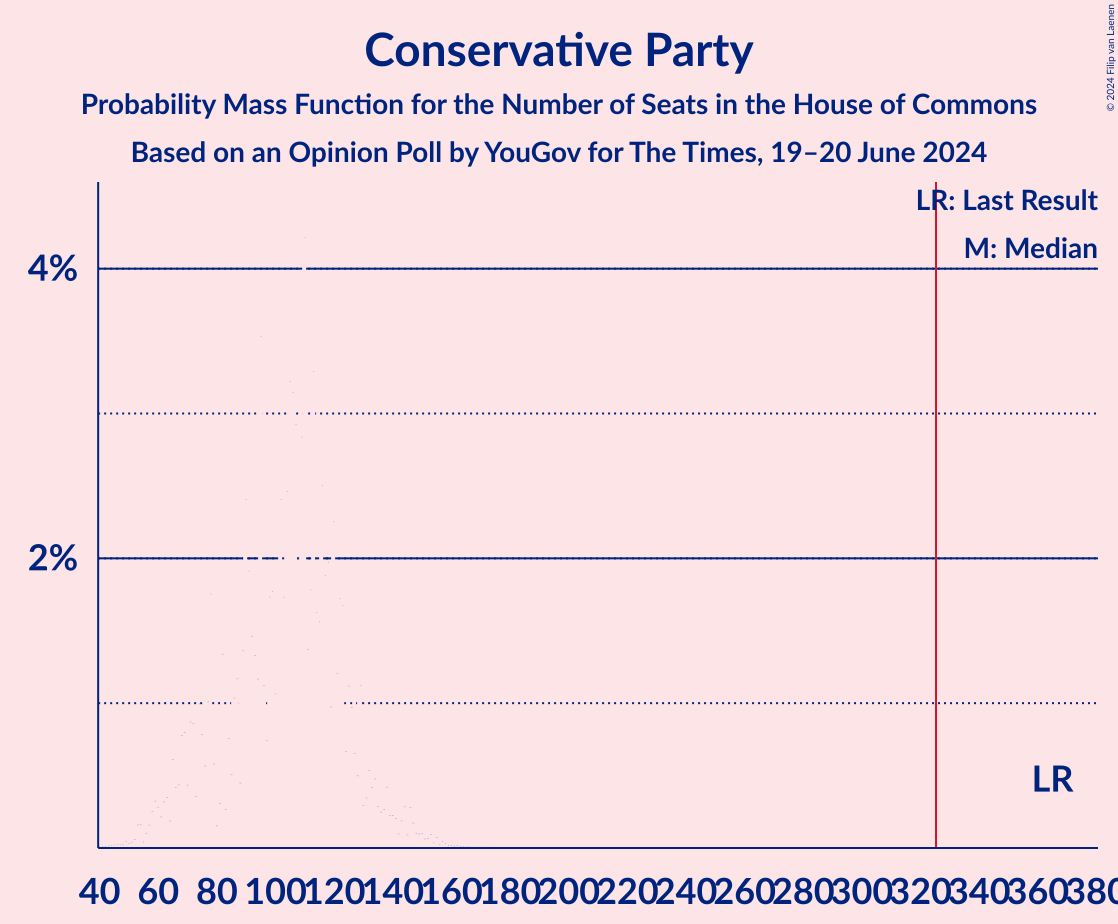 Conservative Party
Probability Mass Function for the Number of Seats in the House of Commons
Based on an Opinion Poll by YouGov for The Times, 19–20 June 2024
© 2024 Filip van Laenen
LR: Last Result
M: Median
4%
2%
LR
40 60 80 100 120 140 160 180 200 220 240 260 280 300 320 340 360 380